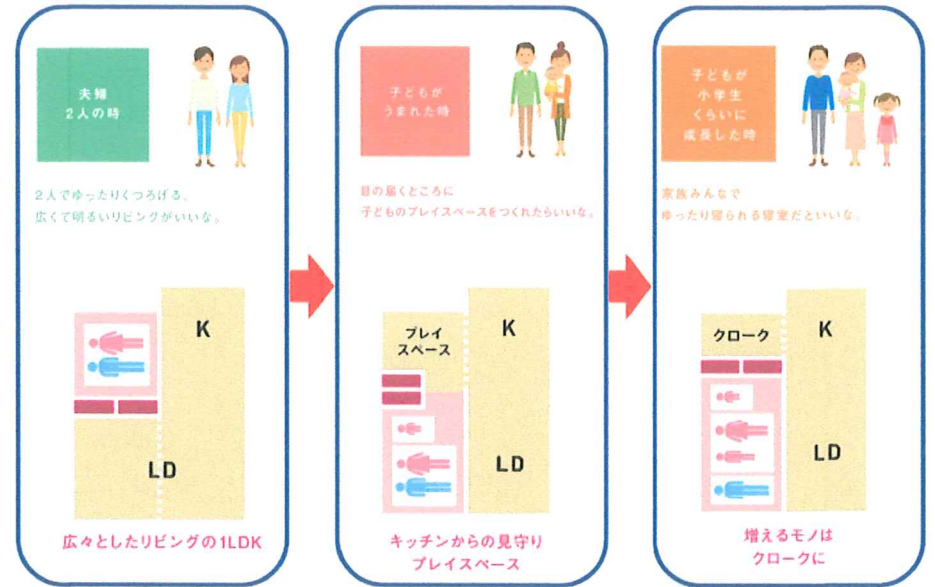 夫婦
2人の時
2人でゆったりくつろげる、
広くて明るいリビングがいいな。
K
LD
広々としたリビングの1LDK
子どもが
うまれた時
目の届くところに
子どものプレイスペースをつくれたらいいな。
プレイ
スペース
K
LD
キッチンからの見守り
プレイスペース
子どもが
小学生
くらいに
成長した時
家族みんなで
ゆったり寝られる寝室だといいな。
クローク
K
LD
増えるモノは
クロークに